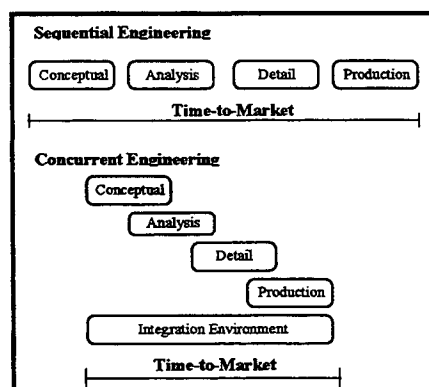 Sequential Engineering
Conceptual Analysis Detail Production
Time-to-Market
Concurrent Engineering
Conceptual
Analysis
Detail
Production
Integration Environment
Time-to-Market